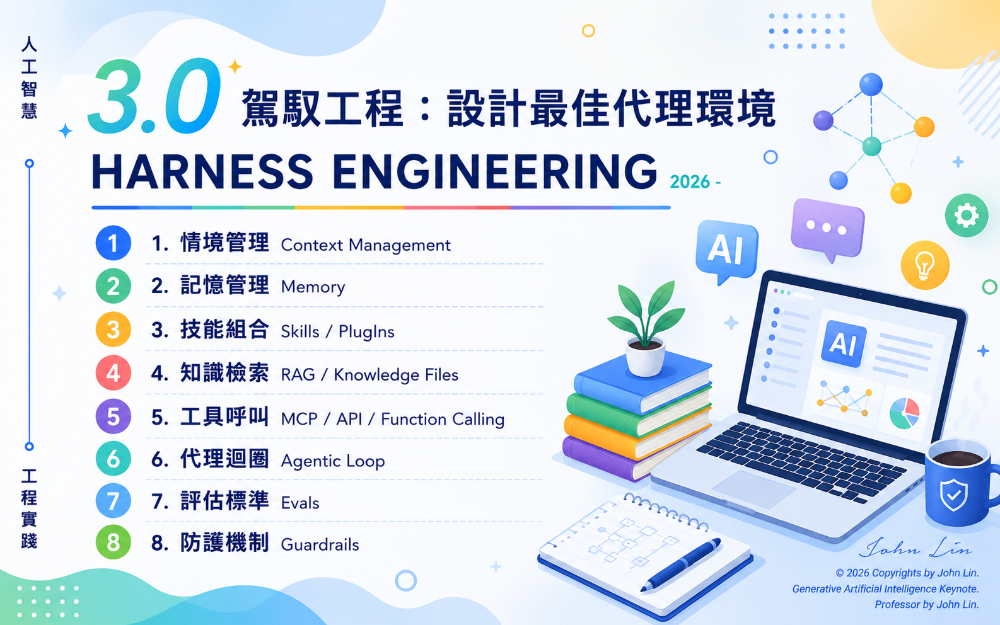 人工智慧
工程實踐
3.0 駕馭工程：設計最佳代理環境
HARNESS ENGINEERING 2026 -
1 1. 情境管理 Context Management
2 2. 記憶管理 Memory
3 3. 技能組合 Skills / PlugIns
4 4. 知識檢索 RAG / Knowledge Files
5 5. 工具呼叫 MCP / API / Function Calling
6 6. 代理迴圈 Agentic Loop
7 7. 評估標準 Evals
8 8. 防護機制 Guardrails
AI
AI
John Lin
© 2026 Copyrights by John Lin.
Generative Artificial Intelligence Keynote.
Professor by John Lin.